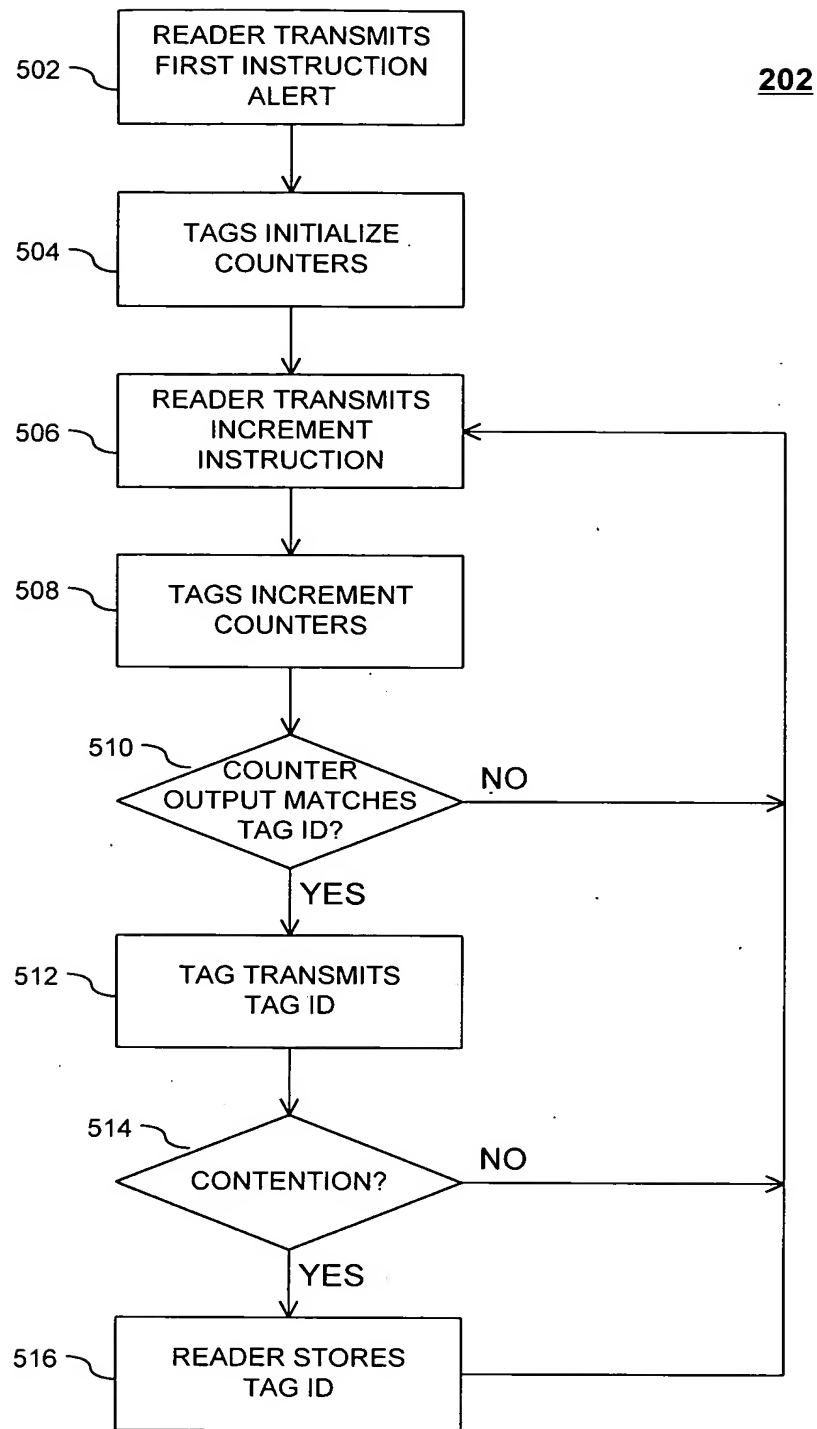 202
502
READER TRANSMITS
FIRST INSTRUCTION
ALERT
504
TAGS INITIALIZE
COUNTERS
506
READER TRANSMITS
INCREMENT
INSTRUCTION
508
TAGS INCREMENT
COUNTERS
510
COUNTER
OUTPUT MATCHES
TAG ID?
NO
YES
512
TAG TRANSMITS
TAG ID
514
CONTENTION?
NO
YES
516
READER STORES
TAG ID